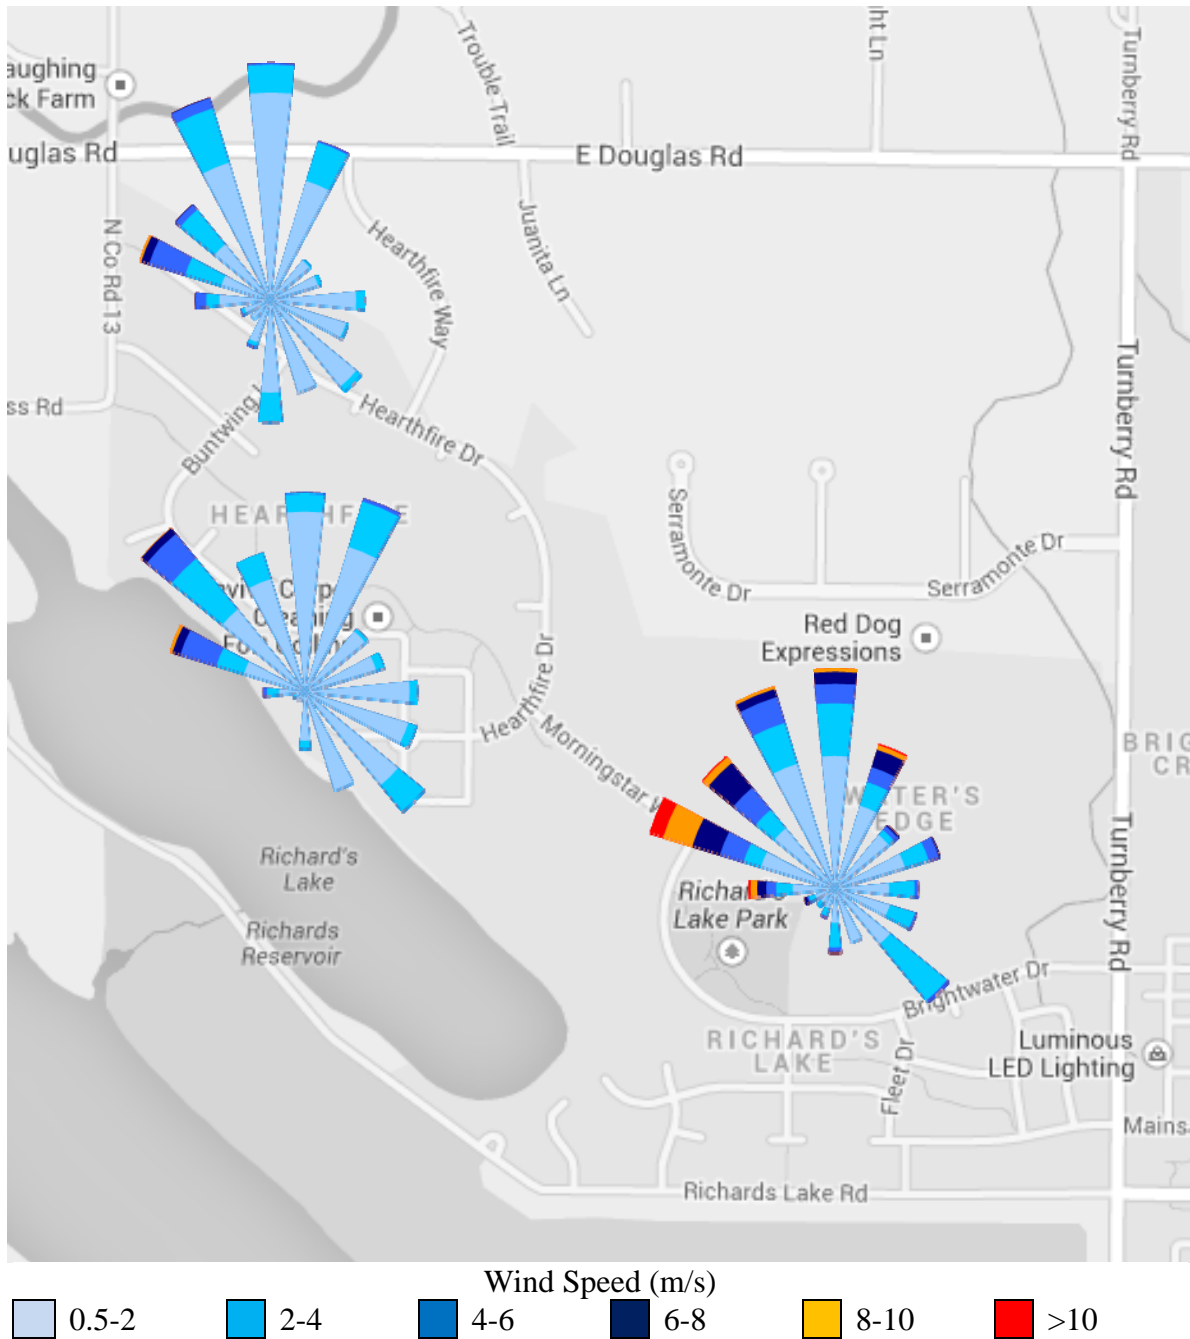 ht Ln
Trouble Trail
Turnberry Rd
aughing
ck Farm
uglas Rd
E Douglas Rd
N Co Rd 13
Juanita Ln
Hearthfire Way
Turnberry Rd
ss Rd
Hearthfire Dr
Buntwing
Serramonte Dr
Serramonte Dr
Red Dog
Expressions
Hearthfire Dr
Morningstar
BRIG
CR
WATER'S
EDGE
Turnberry Rd
Richard's
Lake
Richards
Reservoir
Lake Park
Brightwater Dr
RICHARD'S
LAKE
Fleet Dr
Luminous
LED Lighting
Mains
Richards Lake Rd
Wind Speed (m/s)
0.5-2 2-4 4-6 6-8 8-10 >10